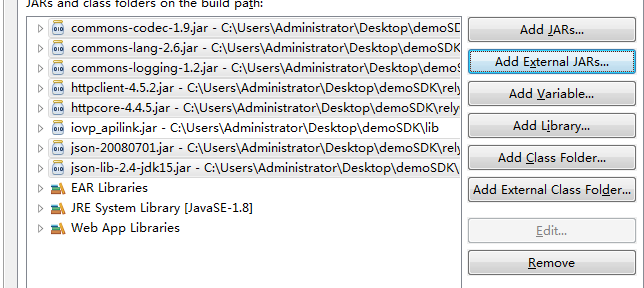 JARs and class folders on the build path:
commons-codec-1.9.jar - C:\Users\Administrator\Desktop\demoSDK\
commons-lang-2.6.jar - C:\Users\Administrator\Desktop\demoSDK\
commons-logging-1.2.jar - C:\Users\Administrator\Desktop\demoS
httpclient-4.5.2.jar - C:\Users\Administrator\Desktop\demoSDK\rely
httpcore-4.4.5.jar - C:\Users\Administrator\Desktop\demoSDK\rely
iovp_apilink.jar - C:\Users\Administrator\Desktop\demoSDK\lib
json-20080701.jar - C:\Users\Administrator\Desktop\demoSDK\rely
json-lib-2.4-jdk15.jar - C:\Users\Administrator\Desktop\demoSDK\
EAR Libraries
JRE System Library [JavaSE-1.8]
Web App Libraries
Add JARs...
Add External JARs...
Add Variable...
Add Library...
Add Class Folder...
Add External Class Folder...
Edit...
Remove